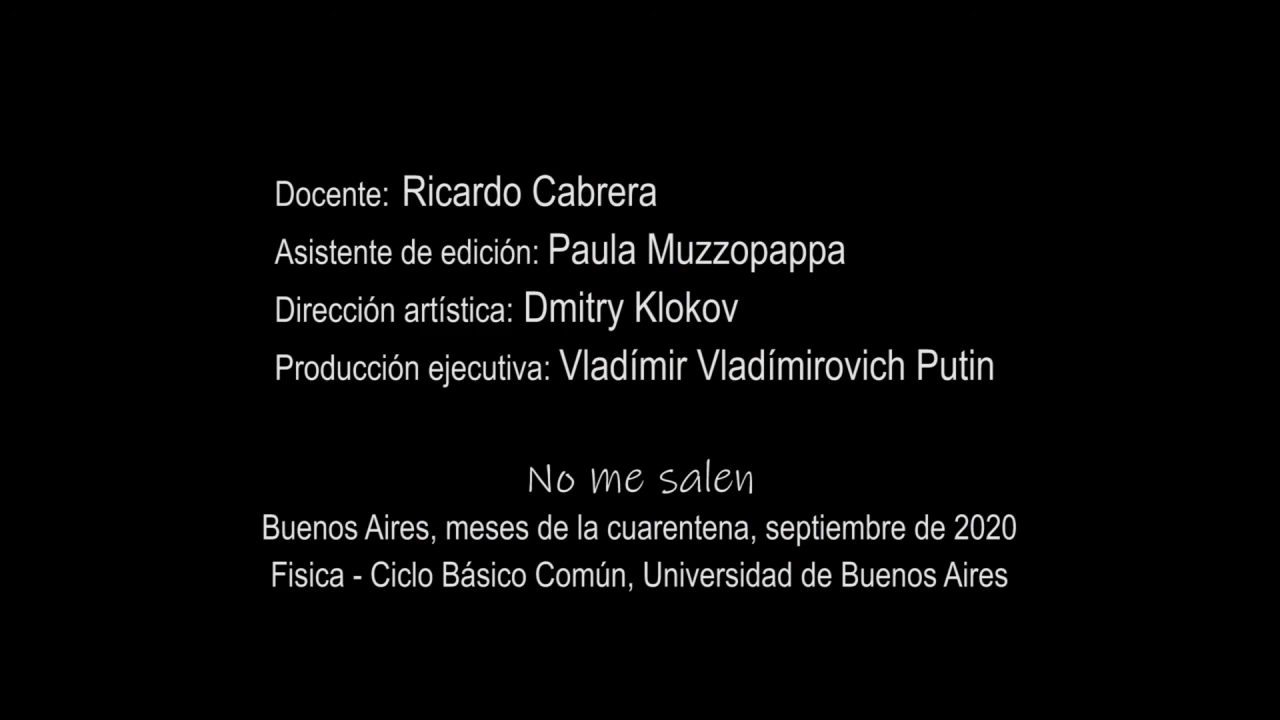 Docente: Ricardo Cabrera
Asistente de edición: Paula Muzzopappa
Dirección artística: Dmitry Klokov
Producción ejecutiva: Vladímir Vladímirovich Putin
No me salen
Buenos Aires, meses de la cuarentena, septiembre de 2020
Fisica - Ciclo Básico Común, Universidad de Buenos Aires